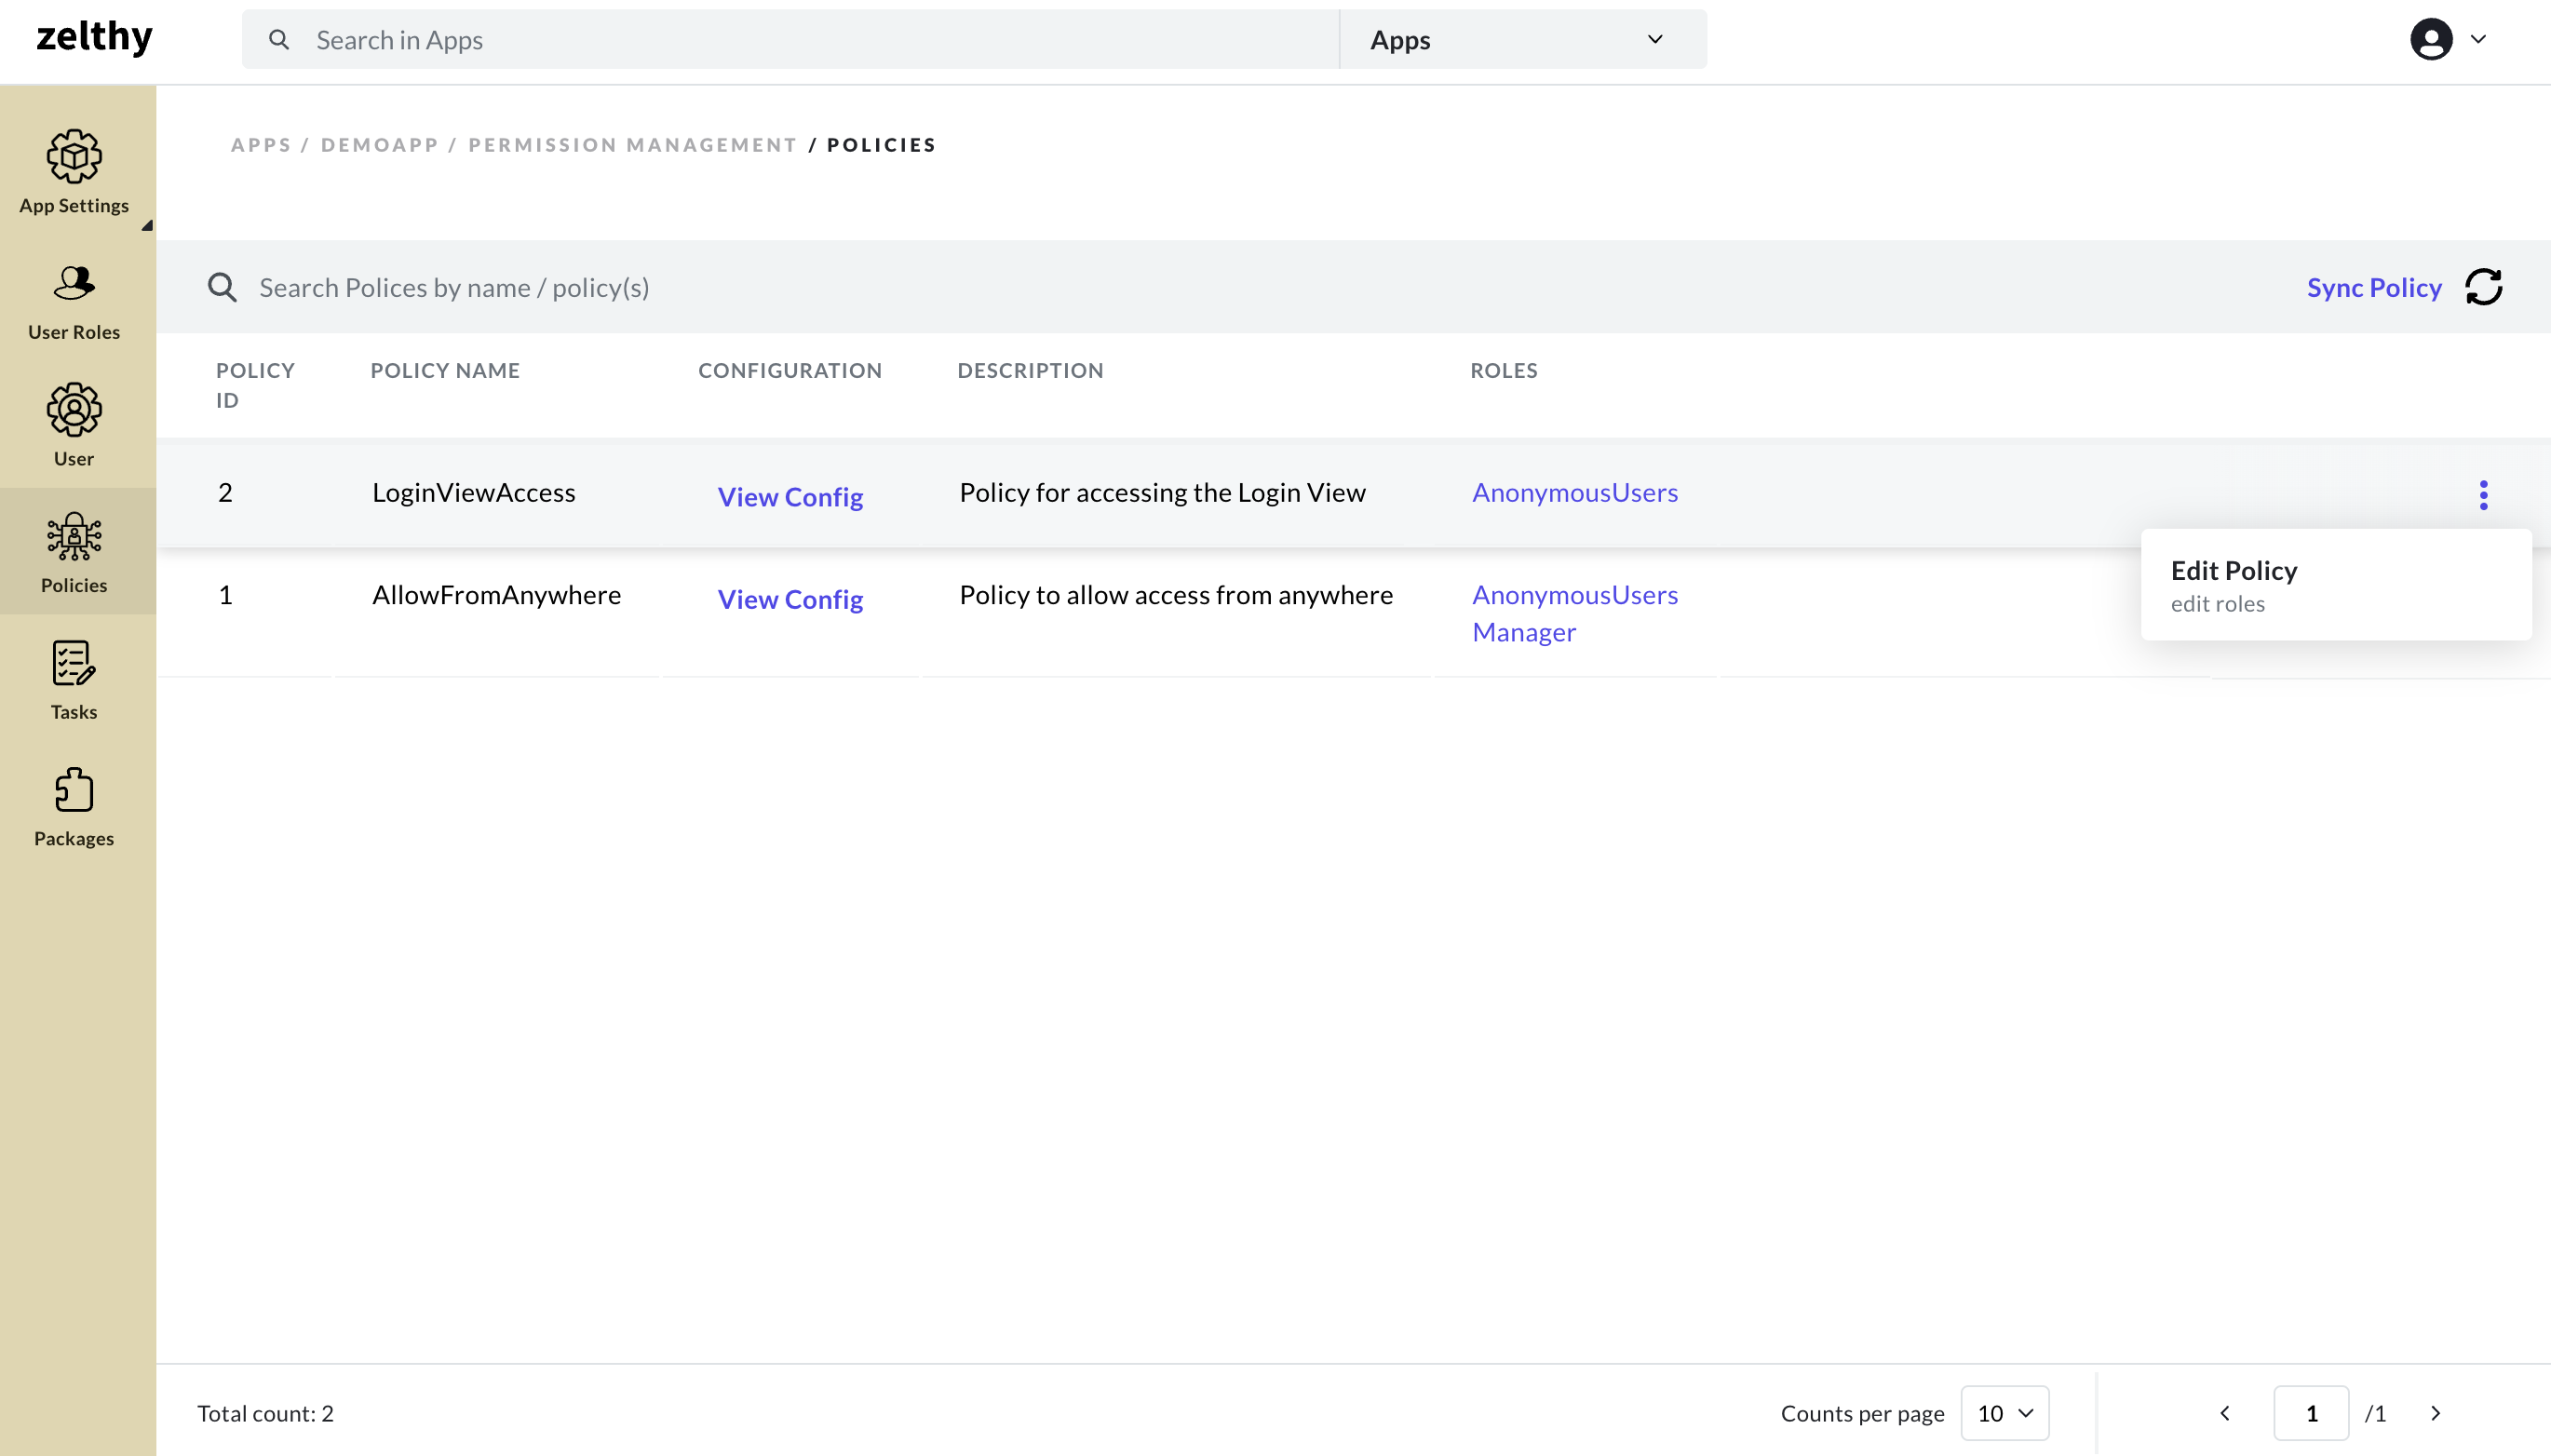 zelthy
Search in Apps
Apps
App Settings
User Roles
User
Policies
Tasks
Packages
APPS / DEMOAPP / PERMISSION MANAGEMENT / POLICIES
Search Polices by name / policy(s)
Sync Policy
POLICY ID
POLICY NAME
CONFIGURATION
DESCRIPTION
ROLES
2
LoginViewAccess
View Config
Policy for accessing the Login View
AnonymousUsers
Edit Policy
edit roles
1
AllowFromAnywhere
View Config
Policy to allow access from anywhere
AnonymousUsers
Manager
Total count: 2
Counts per page
10
1
/1